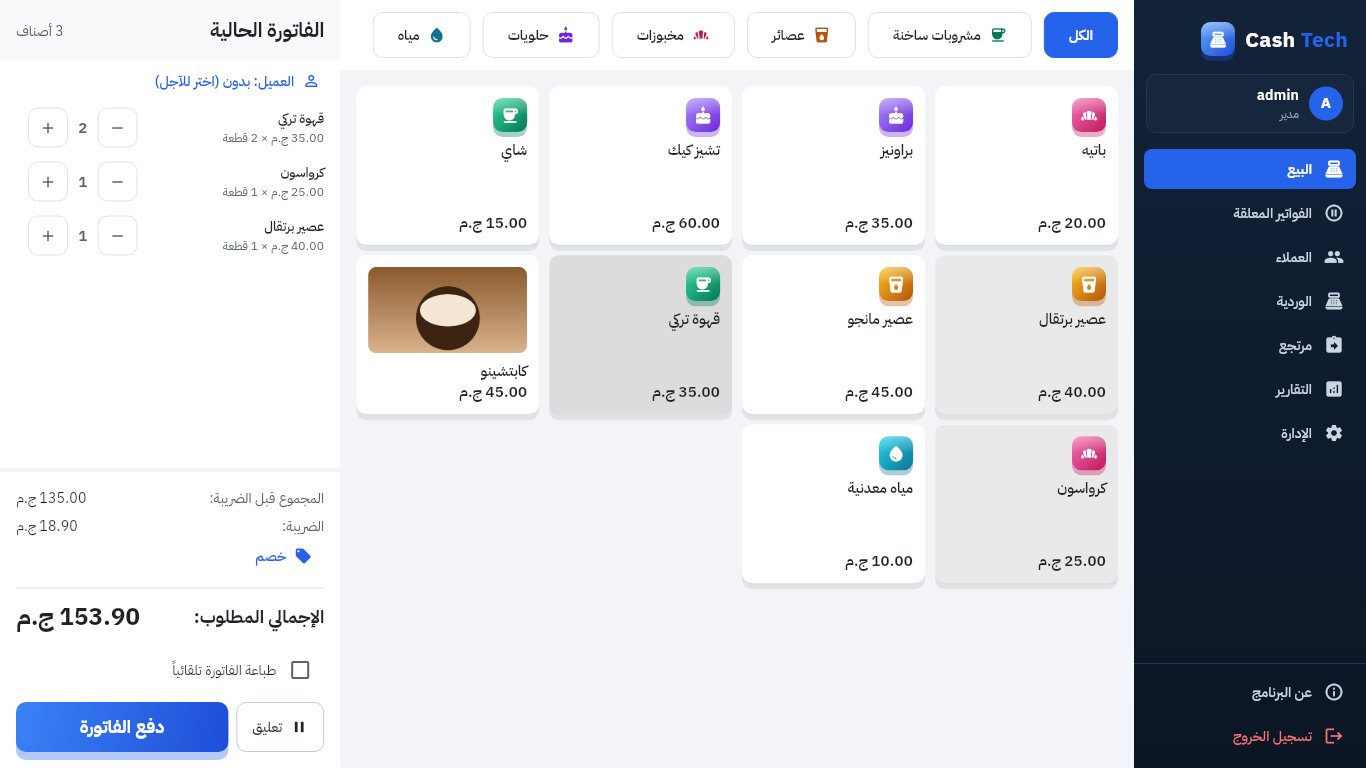 Cash Tech
A
admin
مدير
البيع
الفواتير المعلقة
العملاء
الوردية
مرتجع
التقارير
الإدارة
عن البرنامج
تسجيل الخروج
الكل
مشروبات ساخنة
عصائر
مخبوزات
حلويات
مياه
باتيه
20.00 ج.م
براونيز
35.00 ج.م
تشيز كيك
60.00 ج.م
شاي
15.00 ج.م
عصير برتقال
40.00 ج.م
عصير مانجو
45.00 ج.م
قهوة تركي
35.00 ج.م
كابتشينو
45.00 ج.م
كرواسون
25.00 ج.م
مياه معدنية
10.00 ج.م
الفاتورة الحالية
3 أصناف
العميل: بدون (اختر للآجل)
قهوة تركي
35.00 ج.م × 2 قطعة
− 2 +
كرواسون
25.00 ج.م × 1 قطعة
− 1 +
عصير برتقال
40.00 ج.م × 1 قطعة
− 1 +
المجموع قبل الضريبة: 135.00 ج.م
الضريبة: 18.90 ج.م
خصم
الإجمالي المطلوب: 153.90 ج.م
طباعة الفاتورة تلقائياً
تعليق
دفع الفاتورة